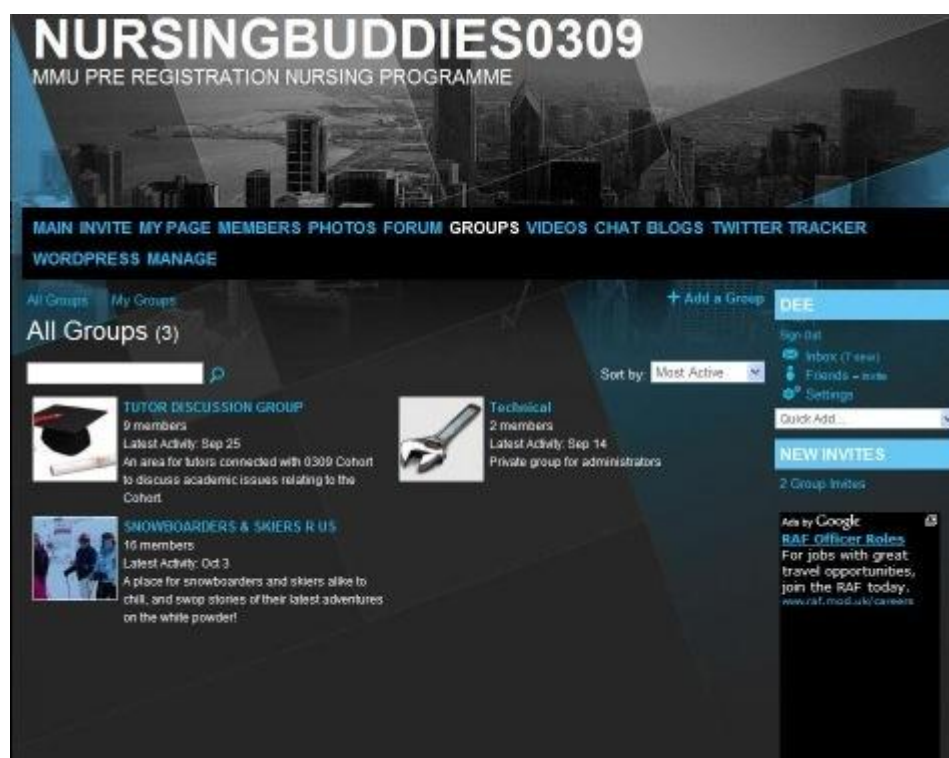 NURSINGBUDDIES0309
MMU PRE REGISTRATION NURSING PROGRAMME
MAIN INVITE MY PAGE MEMBERS PHOTOS FORUM GROUPS VIDEOS CHAT BLOGS TWITTER TRACKER
WORDPRESS MANAGE
All Groups My Groups
+ Add a Group
All Groups (3)
Sort by: Most Active
TUTOR DISCUSSION GROUP
9 members
Latest Activity: Sep 25
An area for tutors connected with 0309 Cohort
to discuss academic issues relating to the
Cohort
Technical
2 members
Latest Activity: Sep 14
Private group for administrators
SNOWBOARDERS & SKIERS R US
16 members
Latest Activity: Oct 3
A place for snowboarders and skiers alike to
chill, and swop stories of their latest adventures
on the white powder!
DEE
Sign Out
Inbox (7 new)
Friends – Invite
Settings
Quick Add...
NEW INVITES
2 Group Invites
Ads by Google
RAF Officer Roles
For jobs with great
travel opportunities,
join the RAF today.
www.raf.mod.uk/careers